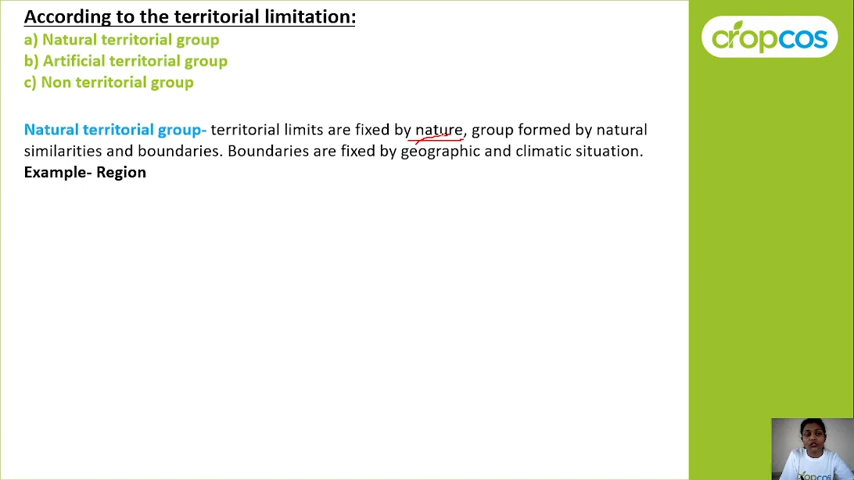 According to the territorial limitation:
a) Natural territorial group
b) Artificial territorial group
c) Non territorial group
Natural territorial group- territorial limits are fixed by nature, group formed by natural
similarities and boundaries. Boundaries are fixed by geographic and climatic situation.
Example- Region
cropcos
cropcos